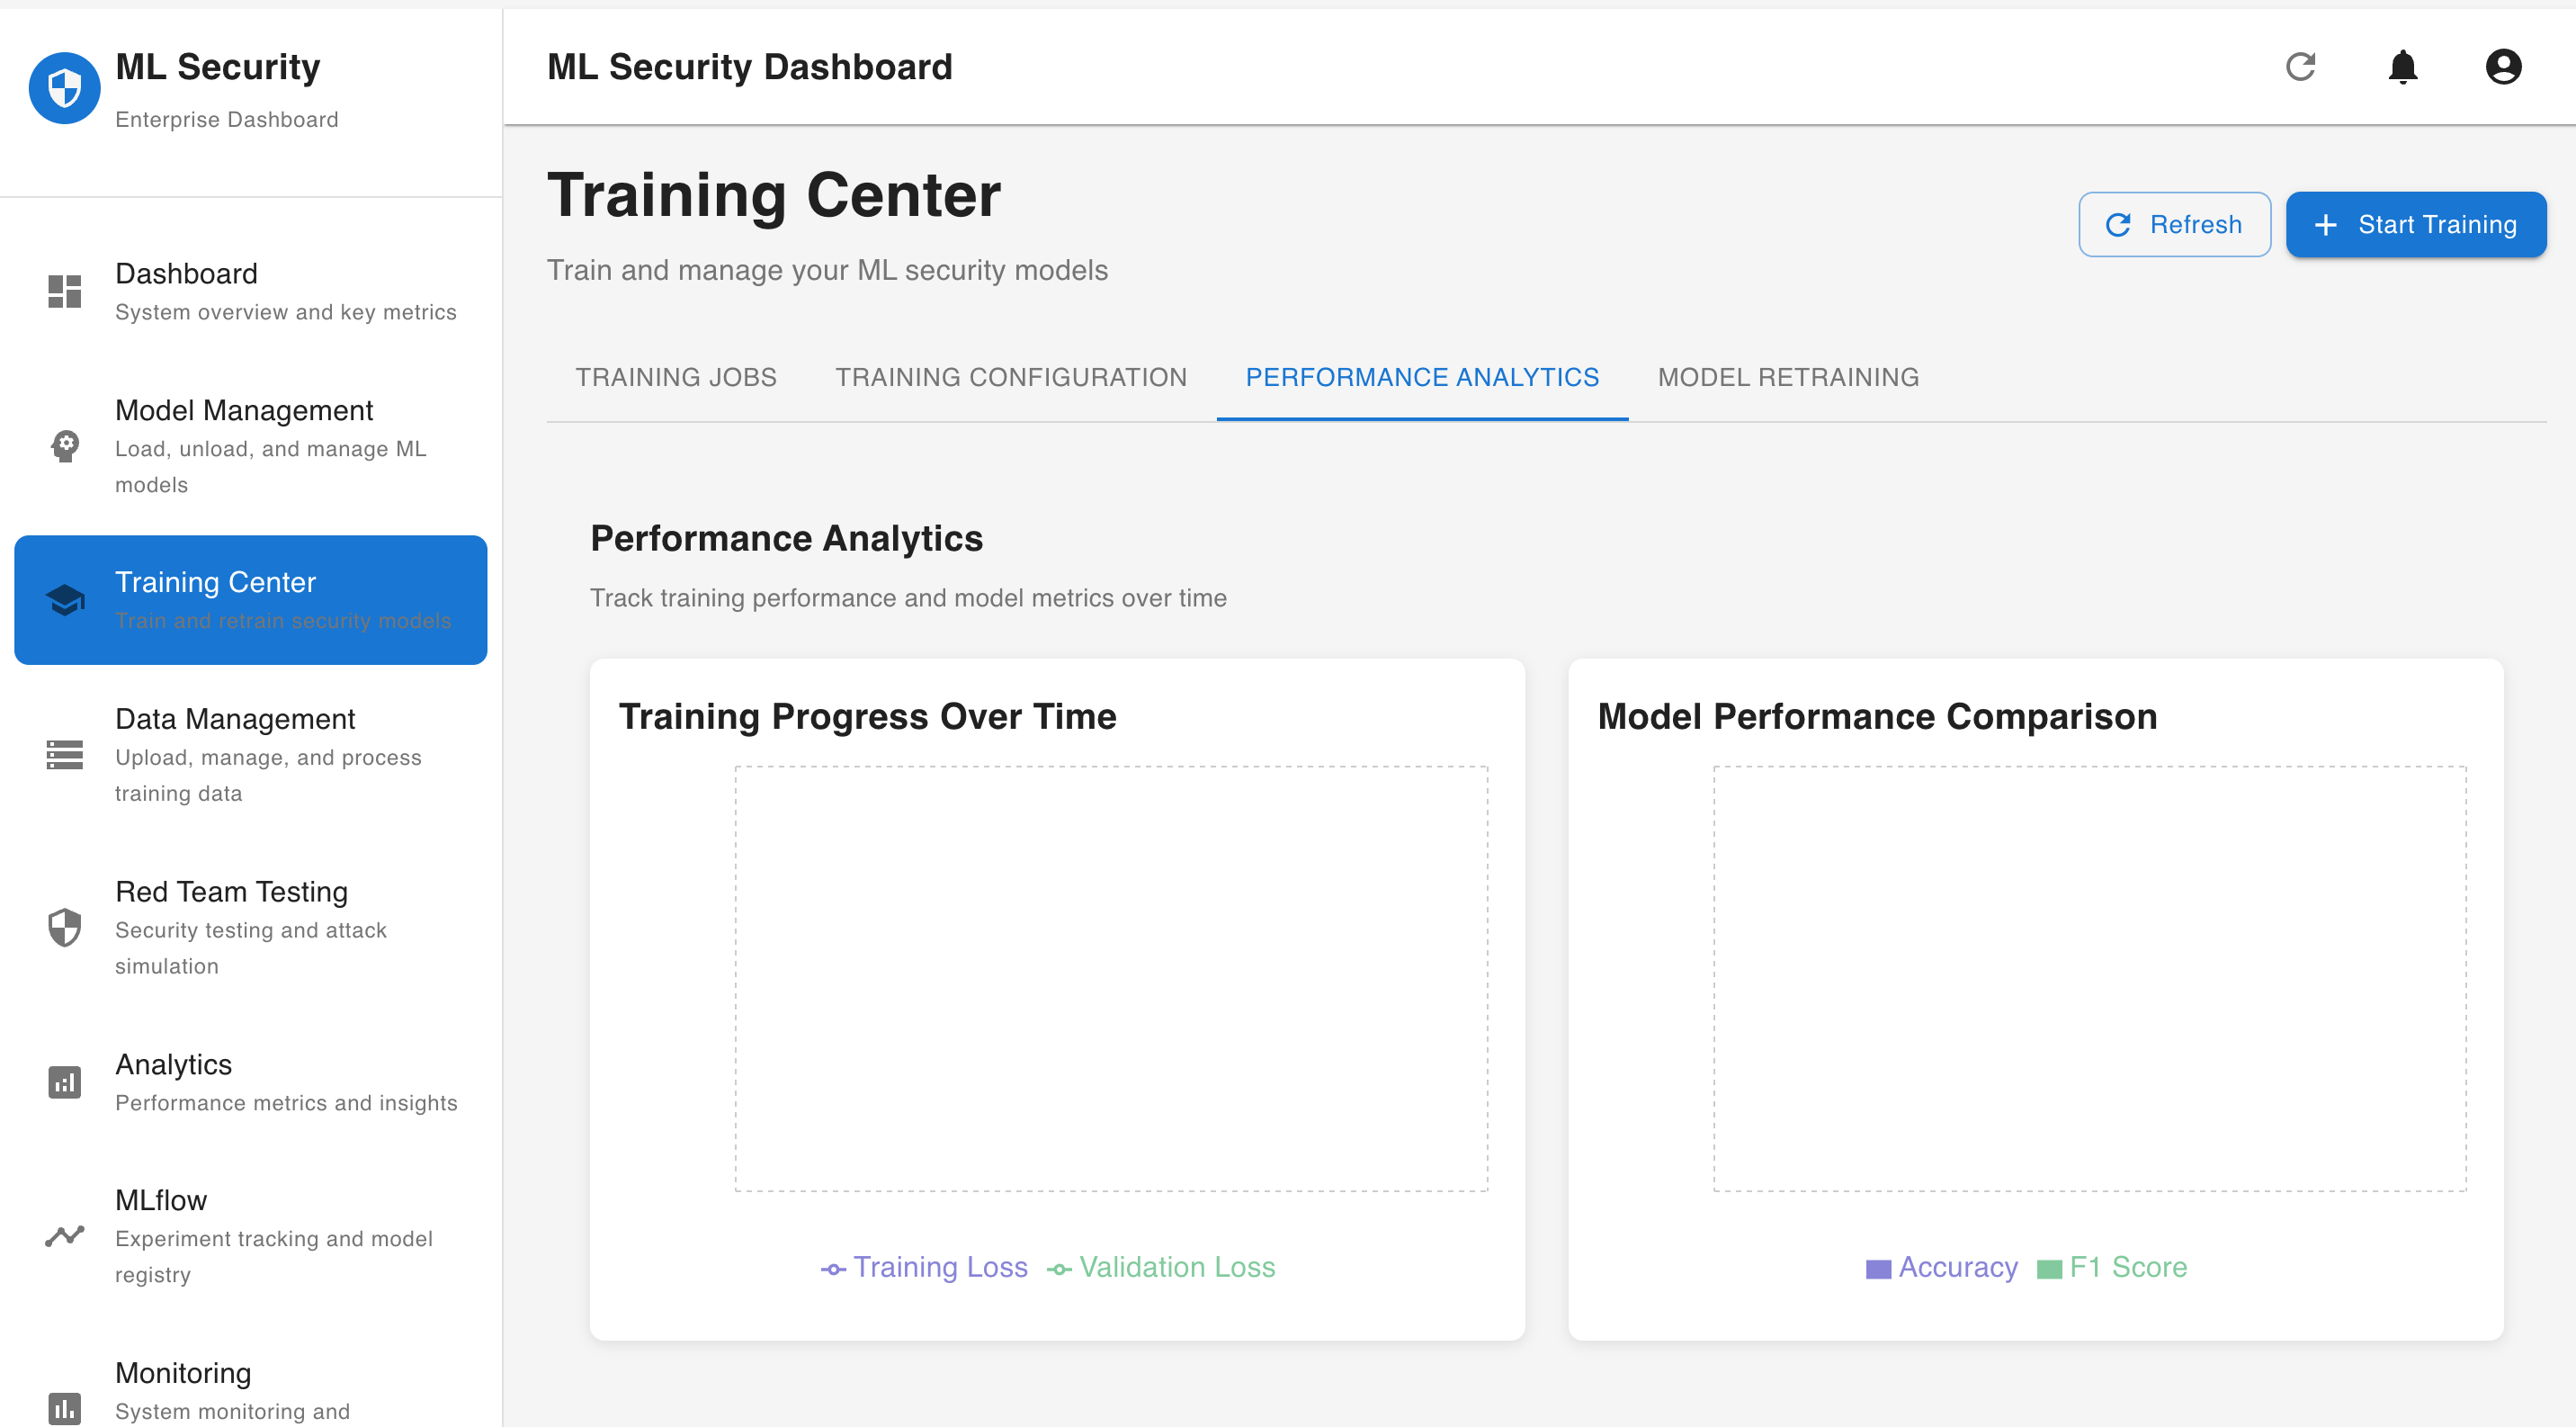 ML Security
Enterprise Dashboard
Dashboard
System overview and key metrics
Model Management
Load, unload, and manage ML
models
Training Center
Train and retrain security models
Data Management
Upload, manage, and process
training data
Red Team Testing
Security testing and attack
simulation
Analytics
Performance metrics and insights
MLflow
Experiment tracking and model
registry
Monitoring
System monitoring and
ML Security Dashboard
Training Center
Train and manage your ML security models
Refresh
Start Training
TRAINING JOBS
TRAINING CONFIGURATION
PERFORMANCE ANALYTICS
MODEL RETRAINING
Performance Analytics
Track training performance and model metrics over time
Training Progress Over Time
Training Loss
Validation Loss
Model Performance Comparison
Accuracy
F1 Score